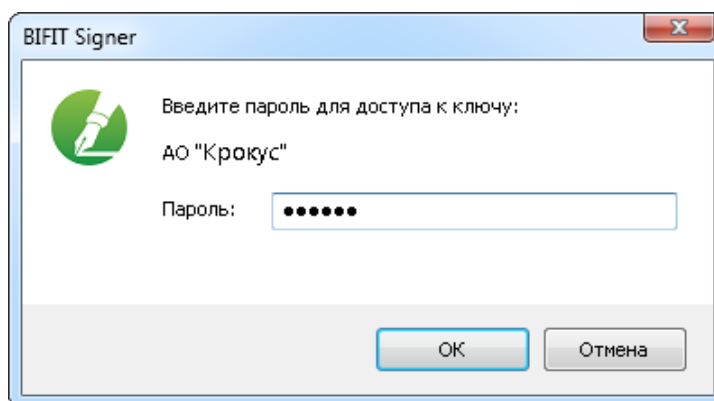 BIFIT Signer
Введите пароль для доступа к ключу:
АО "Крокус"
Пароль: ●●●●●●
ОК
Отмена